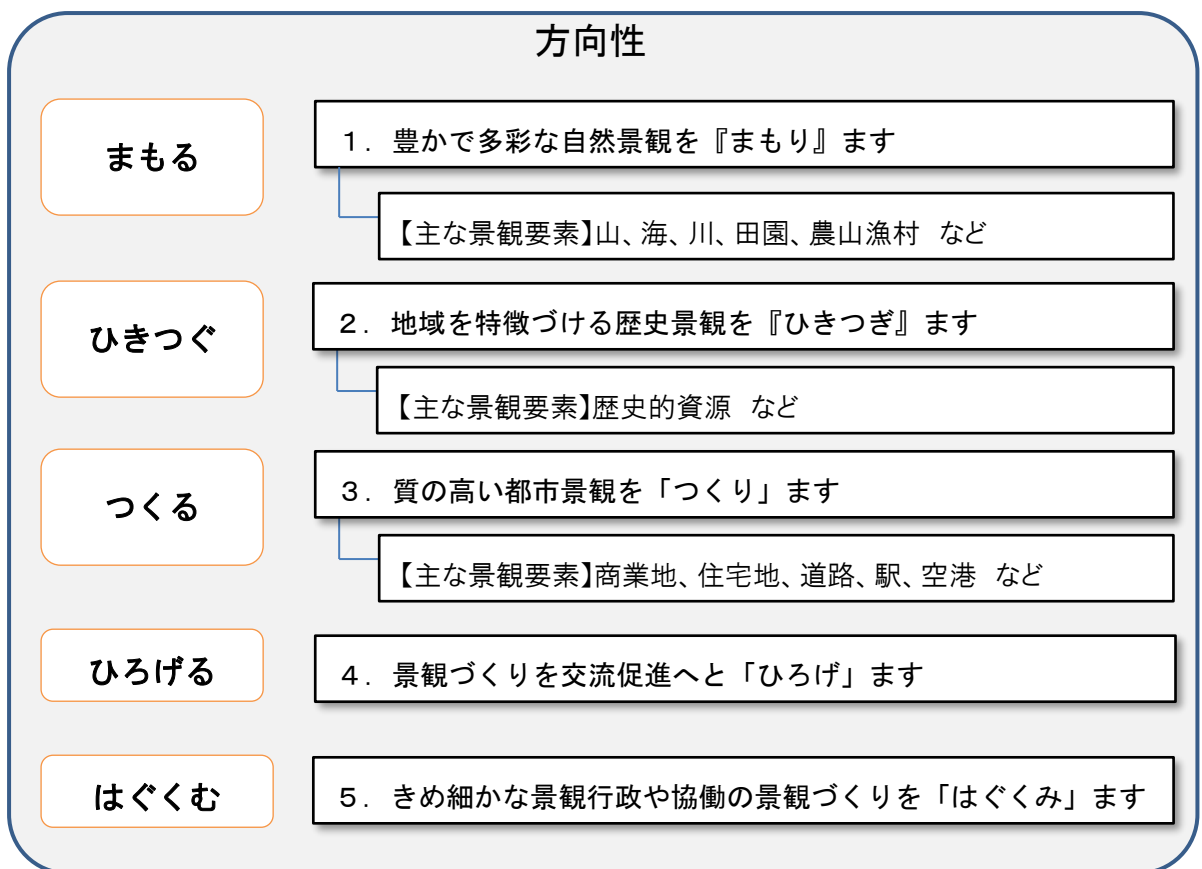 方向性
まもる
１．豊かで多彩な自然景観を『まもり』ます
【主な景観要素】山、海、川、田園、農山漁村　など
ひきつぐ
２．地域を特徴づける歴史景観を『ひきつぎ』ます
【主な景観要素】歴史的資源　など
つくる
３．質の高い都市景観を「つくり」ます
【主な景観要素】商業地、住宅地、道路、駅、空港　など
ひろげる
４．景観づくりを交流促進へと「ひろげ」ます
はぐくむ
５．きめ細かな景観行政や協働の景観づくりを「はぐくみ」ます